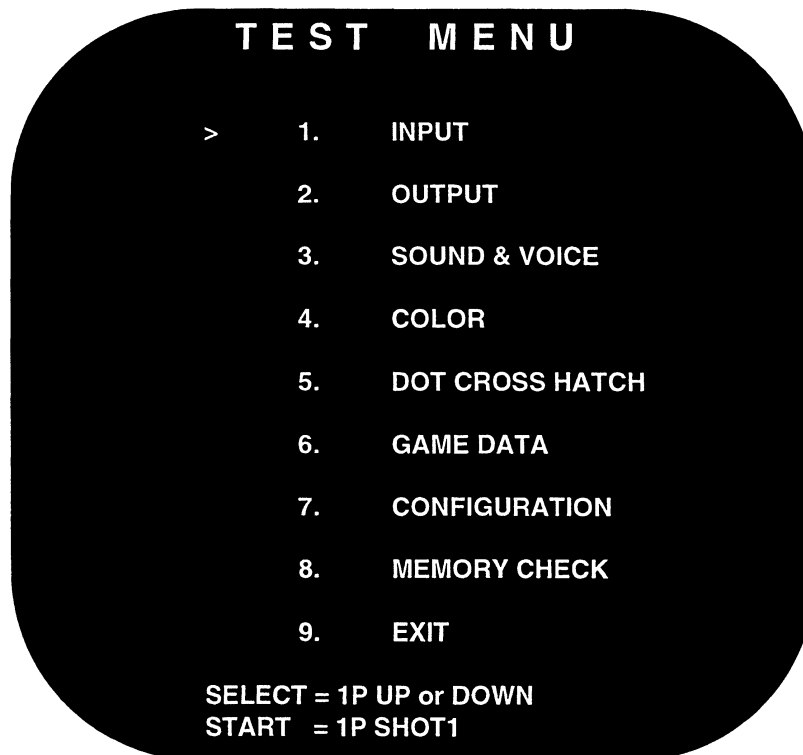 TEST MENU
> 1. INPUT
2. OUTPUT
3. SOUND & VOICE
4. COLOR
5. DOT CROSS HATCH
6. GAME DATA
7. CONFIGURATION
8. MEMORY CHECK
9. EXIT
SELECT = 1P UP or DOWN
START = 1P SHOT1